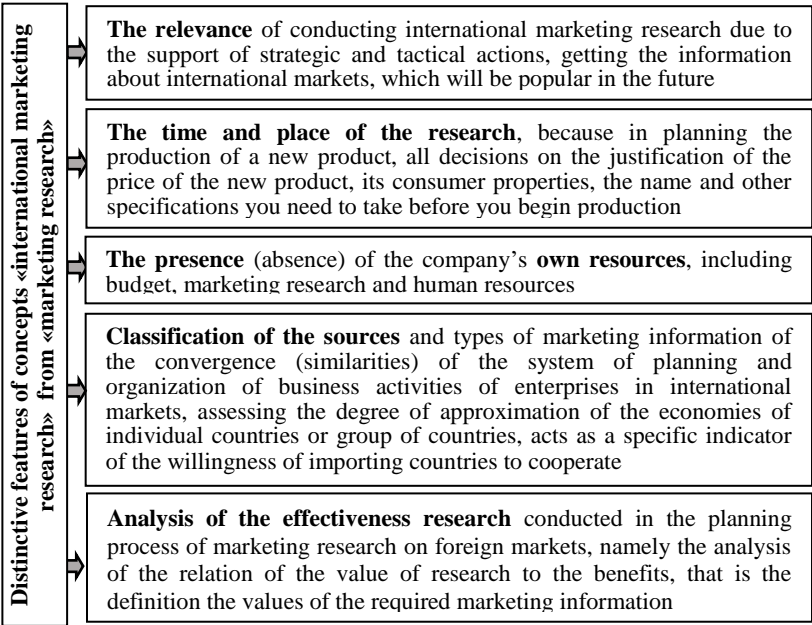 Distinctive features of concepts «international marketing
research» from «marketing research»
The relevance of conducting international marketing research due to
the support of strategic and tactical actions, getting the information
about international markets, which will be popular in the future
The time and place of the research, because in planning the
production of a new product, all decisions on the justification of the
price of the new product, its consumer properties, the name and other
specifications you need to take before you begin production
The presence (absence) of the company's own resources, including
budget, marketing research and human resources
Classification of the sources and types of marketing information of
the convergence (similarities) of the system of planning and
organization of business activities of enterprises in international
markets, assessing the degree of approximation of the economies of
individual countries or group of countries, acts as a specific indicator
of the willingness of importing countries to cooperate
Analysis of the effectiveness research conducted in the planning
process of marketing research on foreign markets, namely the analysis
of the relation of the value of research to the benefits, that is the
definition the values of the required marketing information